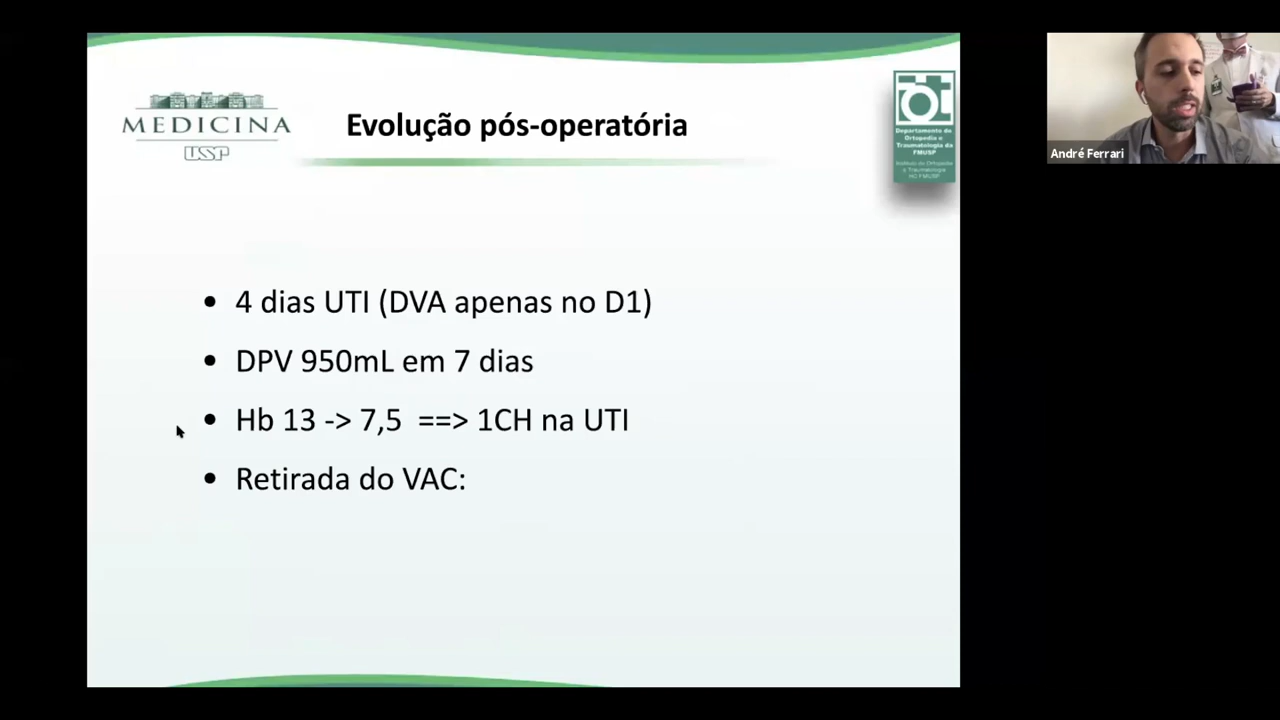 MEDICINA
USP
Evolução pós-operatória
Departamento de
Ortopedia e
Traumatologia da
FMUSP
Instituto de Ortopedia
e Traumatologia
HC FMUSP
André Ferrari
• 4 dias UTI (DVA apenas no D1)
• DPV 950mL em 7 dias
• Hb 13 -> 7,5 ==> 1CH na UTI
• Retirada do VAC: